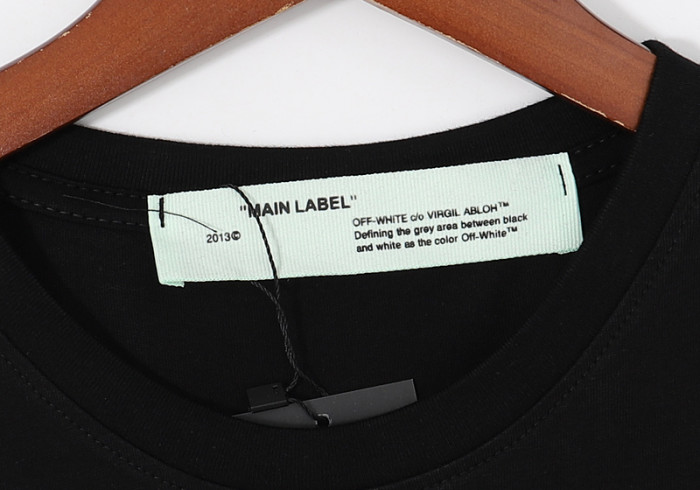 "MAIN LABEL"
2013©
OFF-WHITE c/o VIRGIL ABLOH™
Defining the grey area between black
and white as the color Off-White™